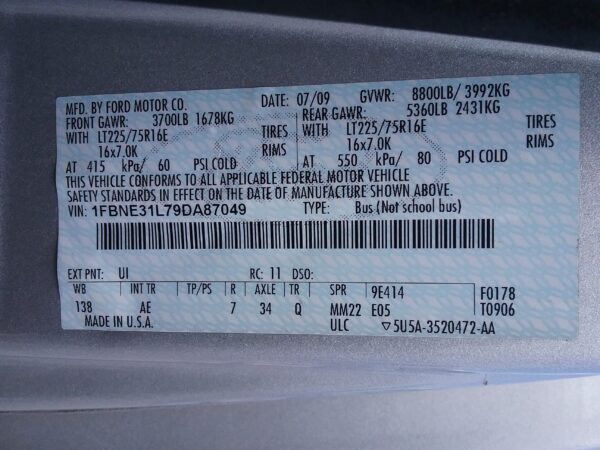 MFD. BY FORD MOTOR CO. DATE: 07/09 GVWR: 8800LB/ 3992KG
FRONT GAWR: 3700LB 1678KG REAR GAWR: 5360LB 2431KG
WITH LT225/75R16E TIRES WITH LT225/75R16E TIRES
16x7.0K RIMS 16x7.0K RIMS
AT 415 kPa/ 60 PSI COLD AT 550 kPa/ 80 PSI COLD
THIS VEHICLE CONFORMS TO ALL APPLICABLE FEDERAL MOTOR VEHICLE
SAFETY STANDARDS IN EFFECT ON THE DATE OF MANUFACTURE SHOWN ABOVE.
VIN: 1FBNE31L79DA87049 TYPE: Bus (Not school bus)
EXT PNT: UI RC: 11 DSO:
WB INT TR TP/PS R AXLE TR SPR 9E414 F0178
138 AE 7 34 Q MM22 E05 T0906
MADE IN U.S.A. ULC ▽5U5A-3520472-AA